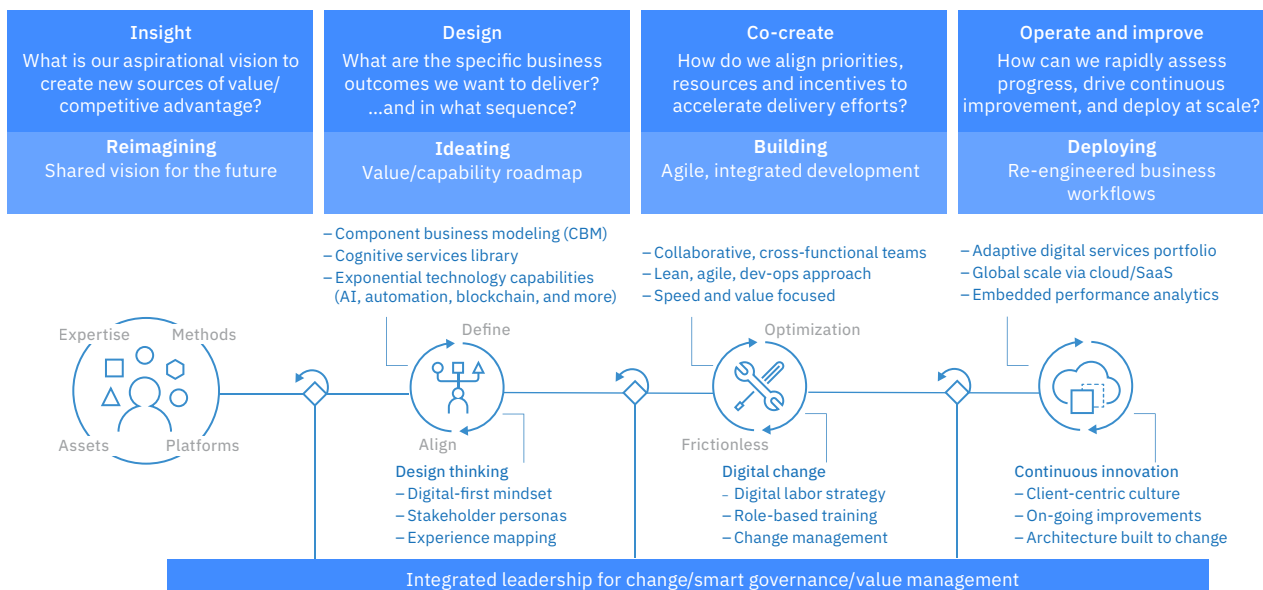 Insight
What is our aspirational vision to
create new sources of value/
competitive advantage?
Reimagining
Shared vision for the future
Design
What are the specific business
outcomes we want to deliver?
...and in what sequence?
Ideating
Value/capability roadmap
Co-create
How do we align priorities,
resources and incentives to
accelerate delivery efforts?
Building
Agile, integrated development
Operate and improve
How can we rapidly assess
progress, drive continuous
improvement, and deploy at scale?
Deploying
Re-engineered business
workflows
– Component business modeling (CBM)
– Cognitive services library
– Exponential technology capabilities
(AI, automation, blockchain, and more)
– Collaborative, cross-functional teams
– Lean, agile, dev-ops approach
– Speed and value focused
– Adaptive digital services portfolio
– Global scale via cloud/SaaS
– Embedded performance analytics
Expertise
Methods
Assets
Platforms
Define
Align
Optimization
Frictionless
Design thinking
– Digital-first mindset
– Stakeholder personas
– Experience mapping
Digital change
– Digital labor strategy
– Role-based training
– Change management
Continuous innovation
– Client-centric culture
– On-going improvements
– Architecture built to change
Integrated leadership for change/smart governance/value management